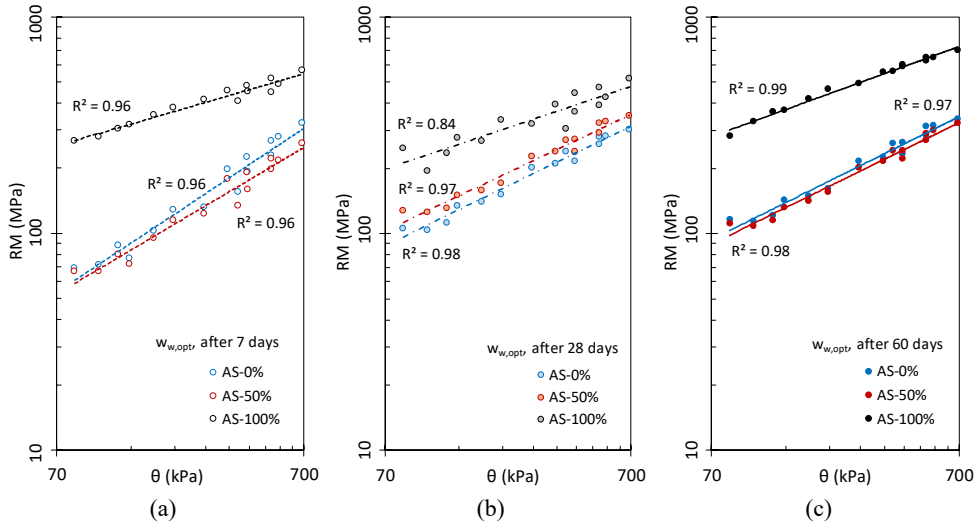 1000
100
10
RM (MPa)
R² = 0.96
R² = 0.96
R² = 0.96
w_w,opt, after 7 days
AS-0%
AS-50%
AS-100%
70
θ (kPa)
700
(a)
1000
100
10
RM (MPa)
R² = 0.84
R² = 0.97
R² = 0.98
w_w,opt, after 28 days
AS-0%
AS-50%
AS-100%
70
θ (kPa)
700
(b)
1000
100
10
RM (MPa)
R² = 0.99
R² = 0.97
R² = 0.98
w_w,opt, after 60 days
AS-0%
AS-50%
AS-100%
70
θ (kPa)
700
(c)